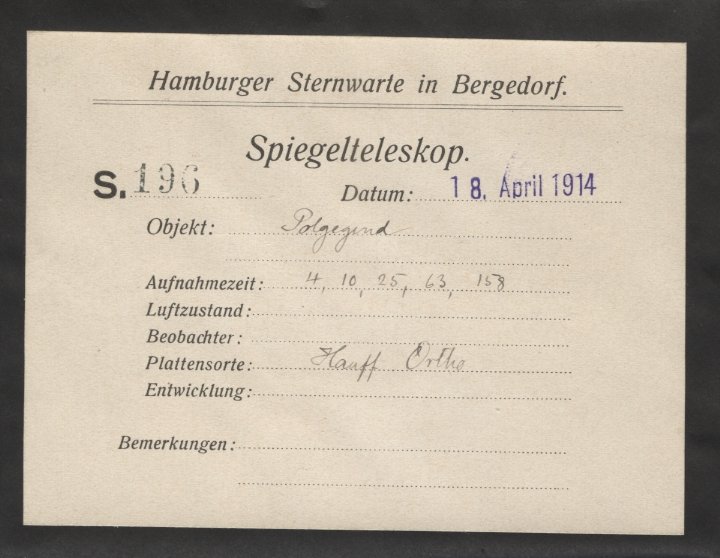 Hamburger Sternwarte in Bergedorf.
Spiegelteleskop.
S. 196
Datum: 18. April 1914
Objekt: Polgegend
Aufnahmezeit: 4, 10, 25, 63, 158
Luftzustand:
Beobachter:
Plattensorte: Hauff Ortho
Entwicklung:
Bemerkungen: